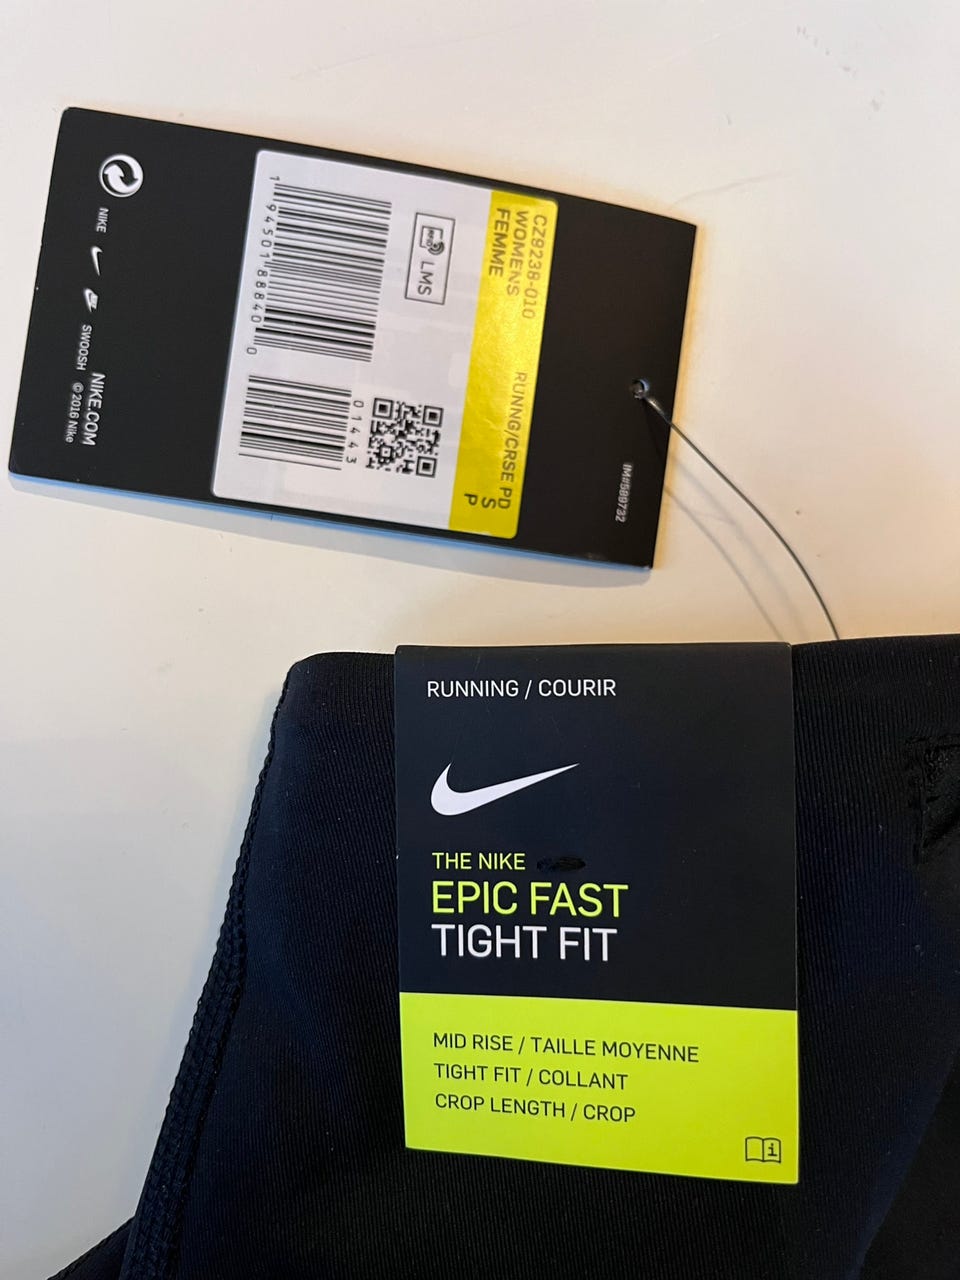 CZ9238-010
WOMENS
FEMME
RUNNG/CRSE PD
S
P
RFID
LMS
1 94501 88840 0
01443
IM#589732
NIKE
SWOOSH
NIKE.COM
© 2016 Nike
RUNNING / COURIR
THE NIKE
EPIC FAST
TIGHT FIT
MID RISE / TAILLE MOYENNE
TIGHT FIT / COLLANT
CROP LENGTH / CROP
i